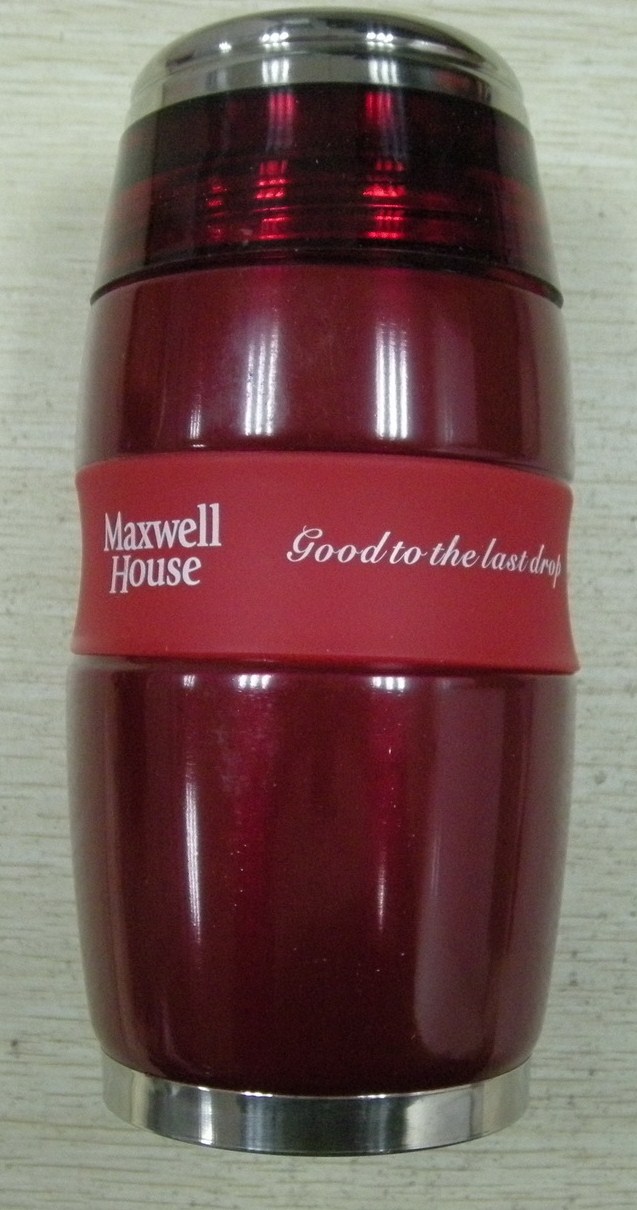 Maxwell
House
Good to the last drop